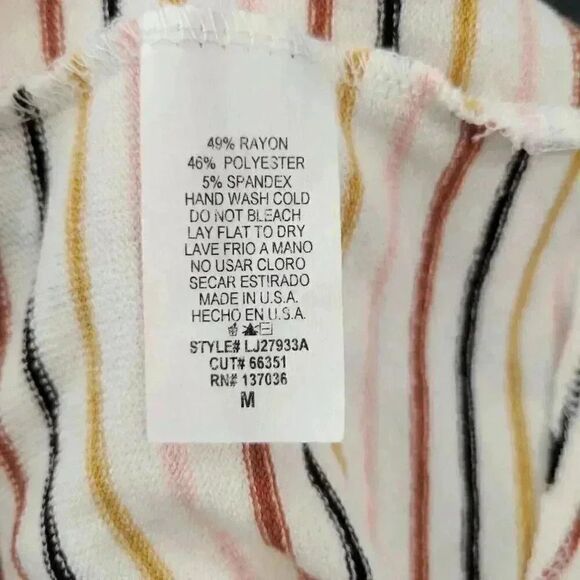 49% RAYON
46% POLYESTER
5% SPANDEX
HAND WASH COLD
DO NOT BLEACH
LAY FLAT TO DRY
LAVE FRIO A MANO
NO USAR CLORO
SECAR ESTIRADO
MADE IN U.S.A.
HECHO EN U.S.A.
STYLE# LJ27933A
CUT# 66351
RN# 137036
M